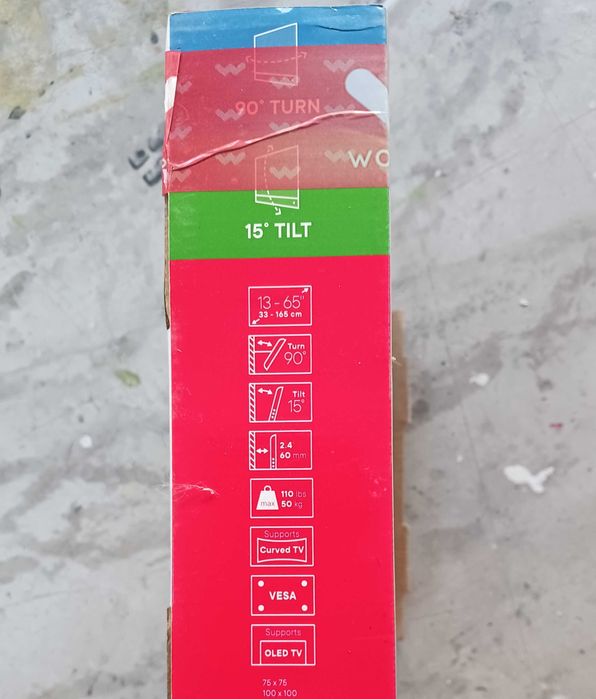 90° TURN
WO
15° TILT
13 - 65"
33 - 165 cm
Turn
90°
Tilt
15°
2.4
60 mm
max
110 lbs
50 kg
Supports
Curved TV
VESA
Supports
OLED TV
75 x 75
100 x 100